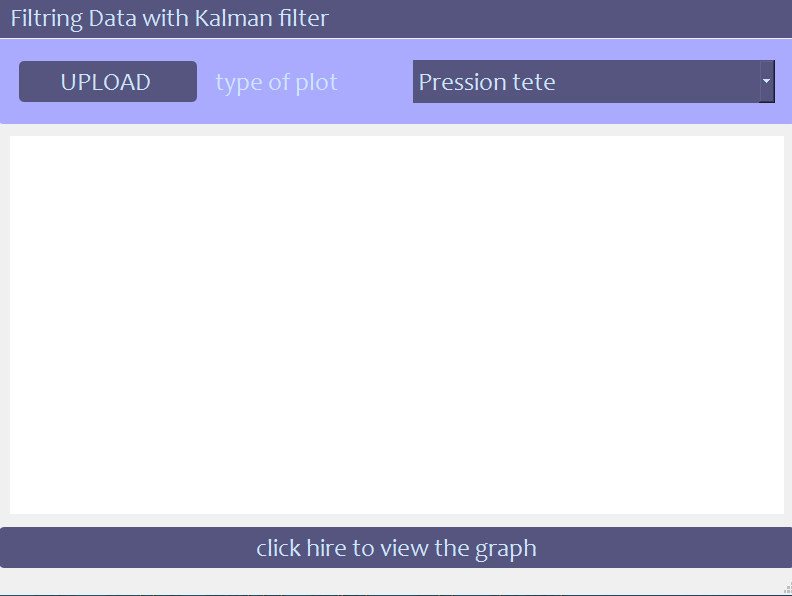 Filtring Data with Kalman filter
UPLOAD type of plot Pression tete
click hire to view the graph